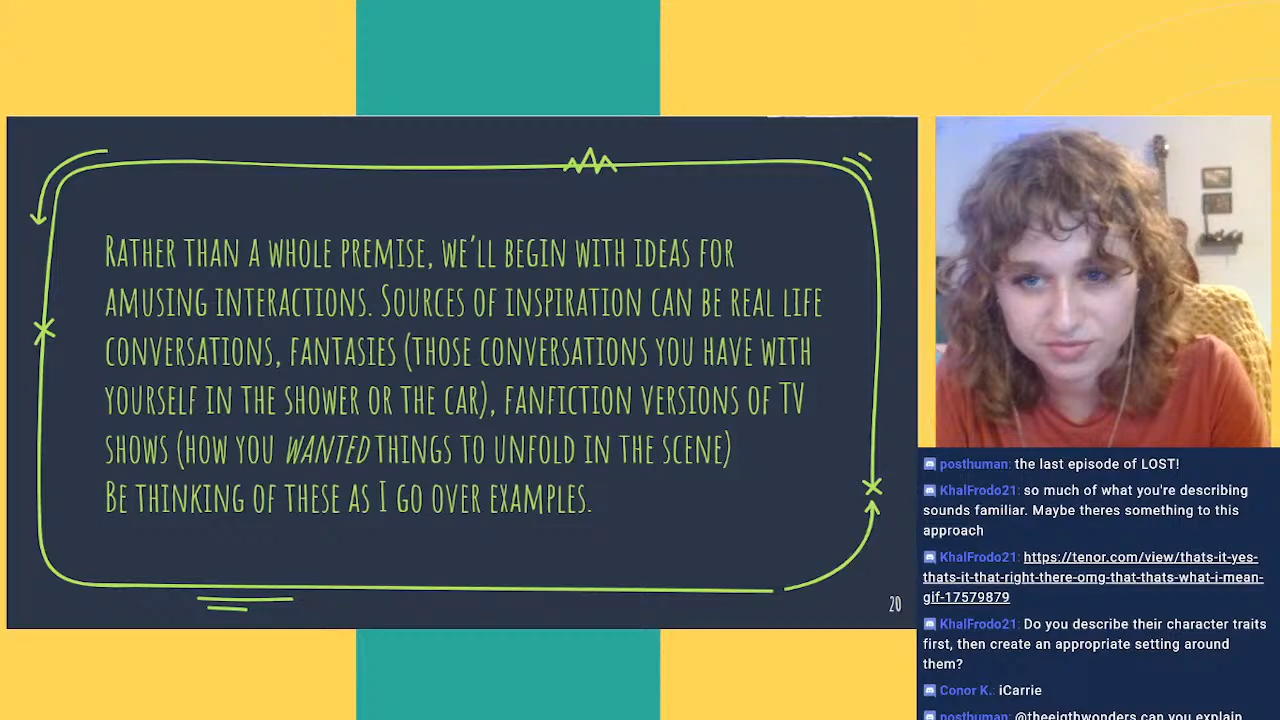 Rather than a whole premise, we'll begin with ideas for
amusing interactions. Sources of inspiration can be real life
conversations, fantasies (those conversations you have with
yourself in the shower or the car), fanfiction versions of TV
shows (how you wanted things to unfold in the scene)
Be thinking of these as I go over examples.
20
posthuman: the last episode of LOST!
KhalFrodo21: so much of what you're describing
sounds familiar. Maybe theres something to this
approach
KhalFrodo21: https://tenor.com/view/thats-it-yes-
thats-it-that-right-there-omg-that-thats-what-i-mean-
gif-17579879
KhalFrodo21: Do you describe their character traits
first, then create an appropriate setting around
them?
Conor K.: iCarrie
posthuman: @theeigthwonders can you explain